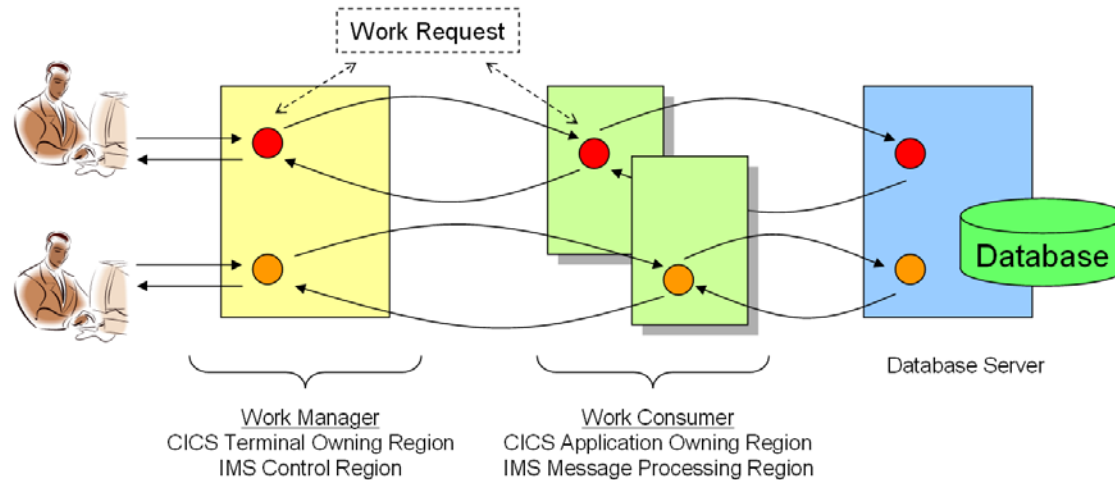 Work Request
Database
Database Server
Work Manager
CICS Terminal Owning Region
IMS Control Region
Work Consumer
CICS Application Owning Region
IMS Message Processing Region